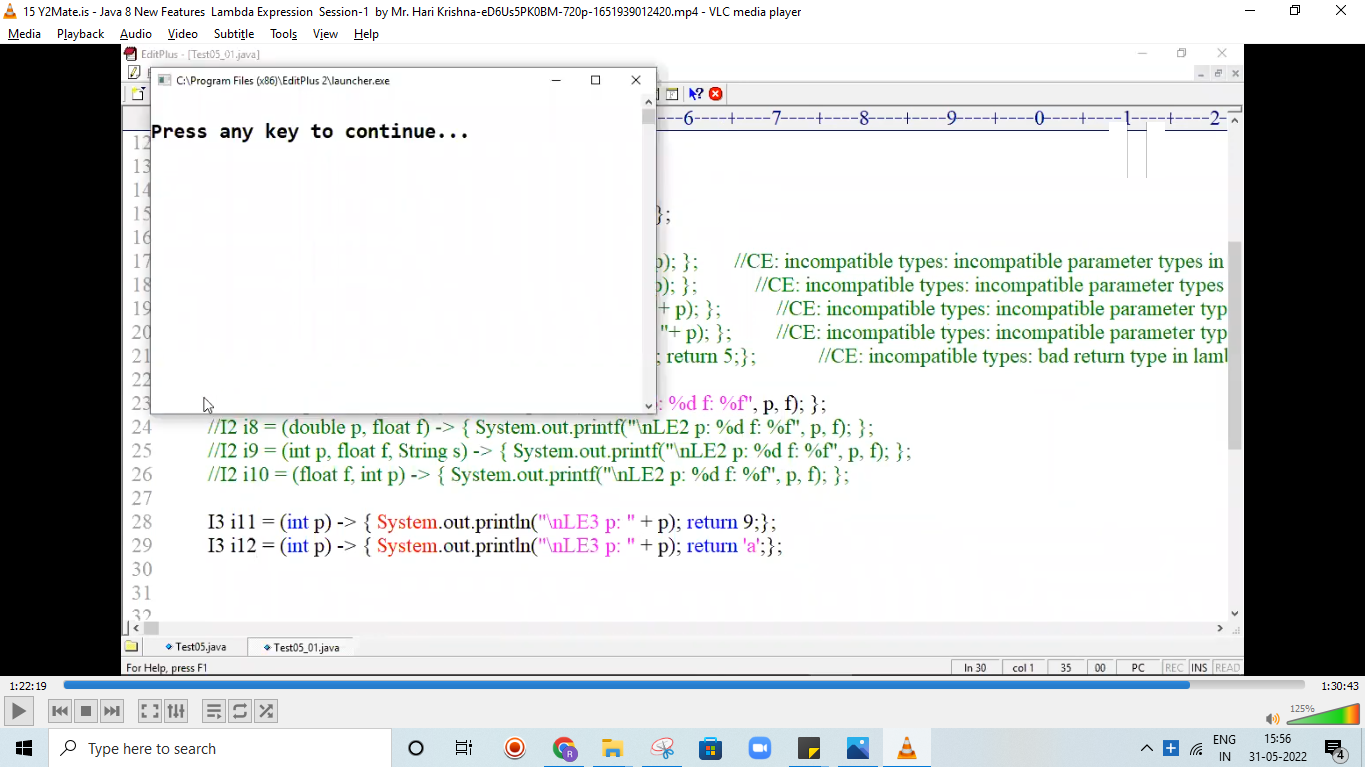 15 Y2Mate.is - Java 8 New Features Lambda Expression Session-1 by Mr. Hari Krishna-eD6Us5PK0BM-720p-1651939012420.mp4 - VLC media player
Media Playback Audio Video Subtitle Tools View Help
EditPlus - [Test05_01.java]
C:\Program Files (x86)\EditPlus 2\launcher.exe
Press any key to continue...
--6----+----7----+----8----+----9----+----0----+----1----+----2-
12
13
14
15 };
16
17 p); }; //CE: incompatible types: incompatible parameter types in
18 p); }; //CE: incompatible types: incompatible parameter types
19 + p); }; //CE: incompatible types: incompatible parameter typ
20 "+ p); }; //CE: incompatible types: incompatible parameter typ
21 ; return 5;}; //CE: incompatible types: bad return type in lam
22
23 : %d f: %f", p, f); };
24 //I2 i8 = (double p, float f) -> { System.out.printf("\nLE2 p: %d f: %f", p, f); };
25 //I2 i9 = (int p, float f, String s) -> { System.out.printf("\nLE2 p: %d f: %f", p, f); };
26 //I2 i10 = (float f, int p) -> { System.out.printf("\nLE2 p: %d f: %f", p, f); };
27
28 I3 i11 = (int p) -> { System.out.println("\nLE3 p: " + p); return 9;};
29 I3 i12 = (int p) -> { System.out.println("\nLE3 p: " + p); return 'a';};
30
31
32
Test05.java Test05_01.java
For Help, press F1 ln 30 col 1 35 00 PC REC INS READ
1:22:19 1:30:43
125%
Type here to search
ENG 15:56
IN 31-05-2022 4